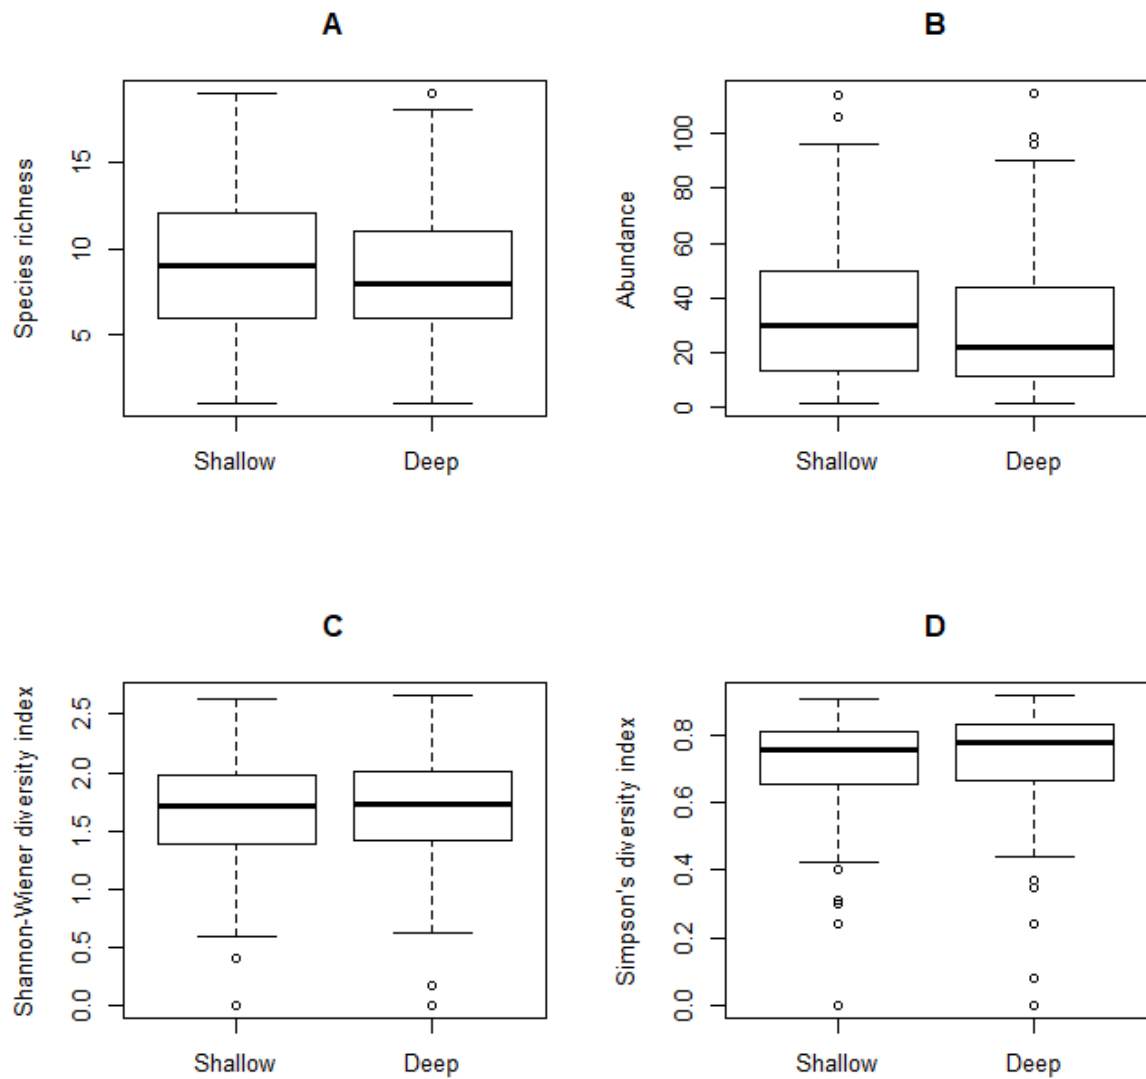 A
Species richness
5
10
15
Shallow
Deep
B
Abundance
0
20
40
60
80
100
Shallow
Deep
C
Shannon-Wiener diversity index
0.0
0.5
1.0
1.5
2.0
2.5
Shallow
Deep
D
Simpson's diversity index
0.0
0.2
0.4
0.6
0.8
Shallow
Deep